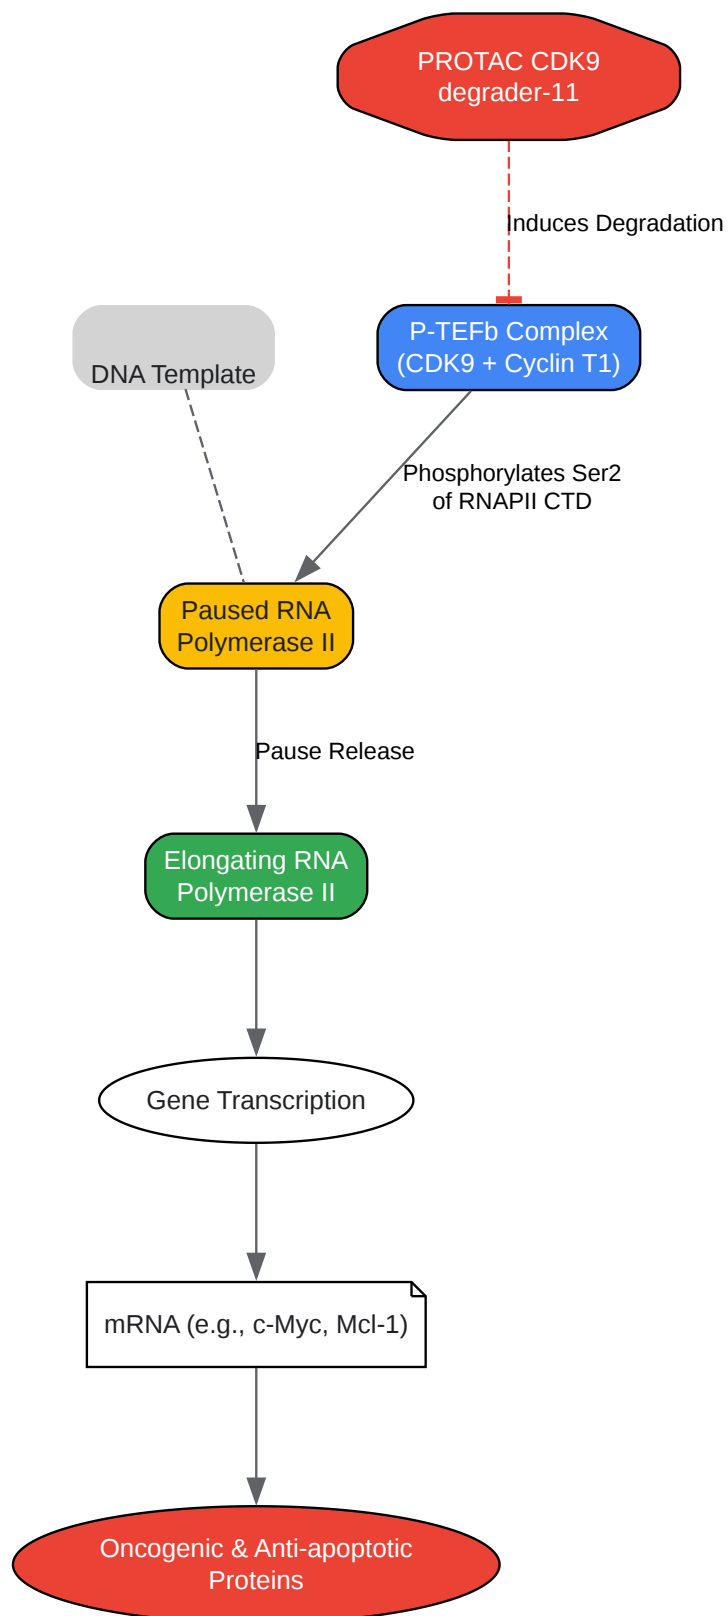 PROTAC CDK9
degrader-11
Induces Degradation
P-TEFb Complex
(CDK9 + Cyclin T1)
DNA Template
Phosphorylates Ser2
of RNAPII CTD
Paused RNA
Polymerase II
Pause Release
Elongating RNA
Polymerase II
Gene Transcription
mRNA (e.g., c-Myc, Mcl-1)
Oncogenic & Anti-apoptotic
Proteins